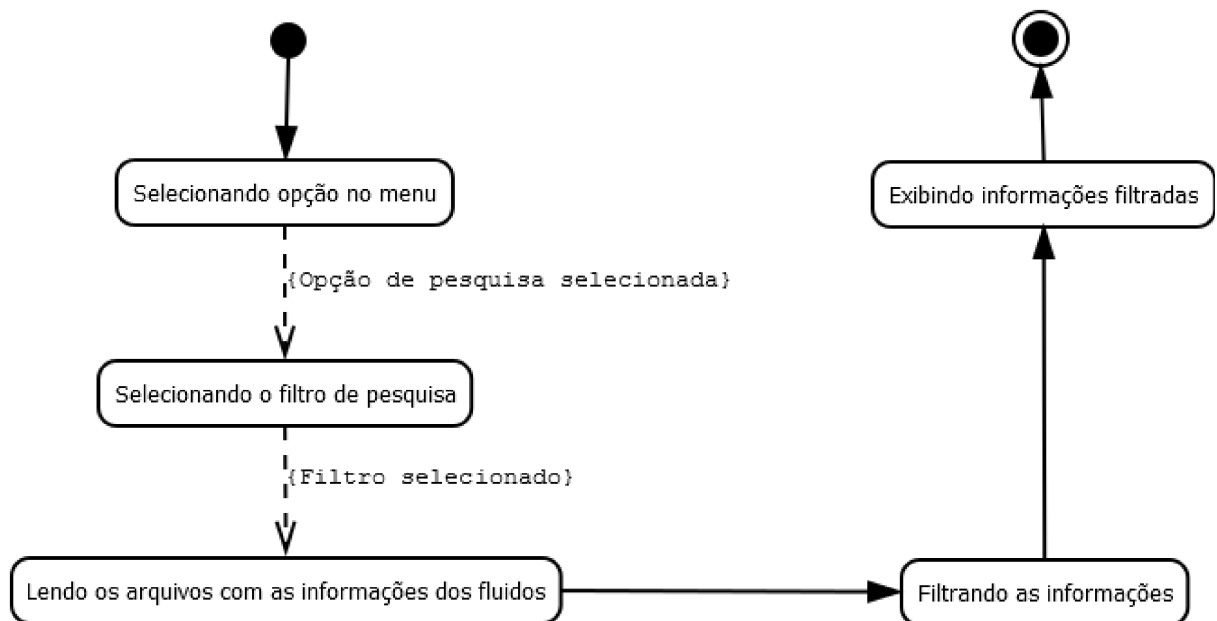 Selecionando opção no menu
{Opção de pesquisa selecionada}
Selecionando o filtro de pesquisa
{Filtro selecionado}
Lendo os arquivos com as informações dos fluidos
Filtrando as informações
Exibindo informações filtradas